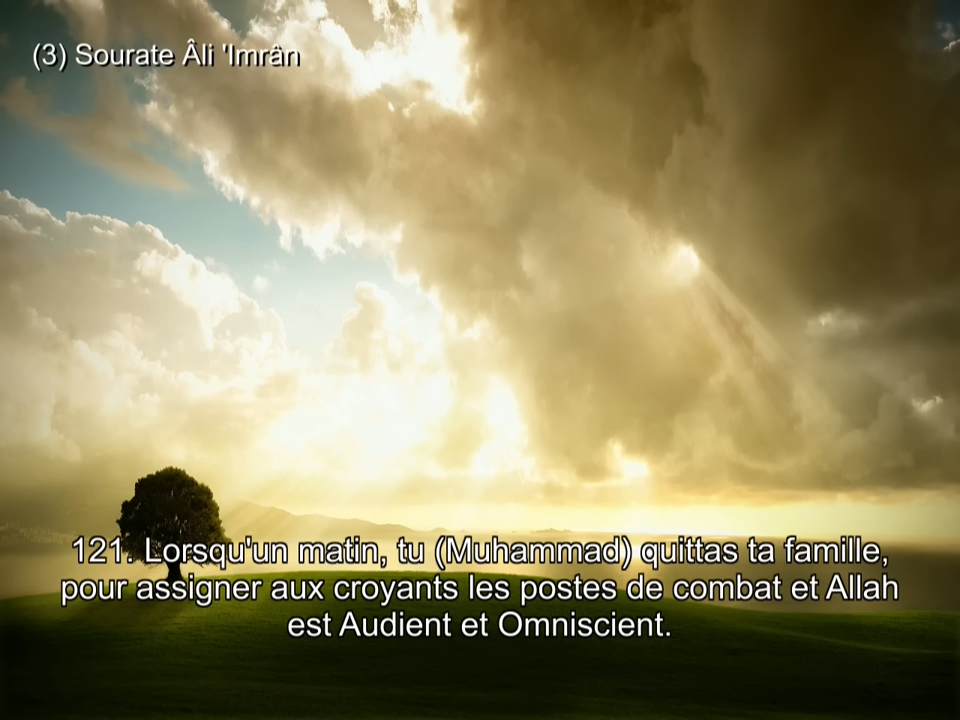 (3) Sourate Âli 'Imrân
121. Lorsqu'un matin, tu (Muhammad) quittas ta famille,
pour assigner aux croyants les postes de combat et Allah
est Audient et Omniscient.